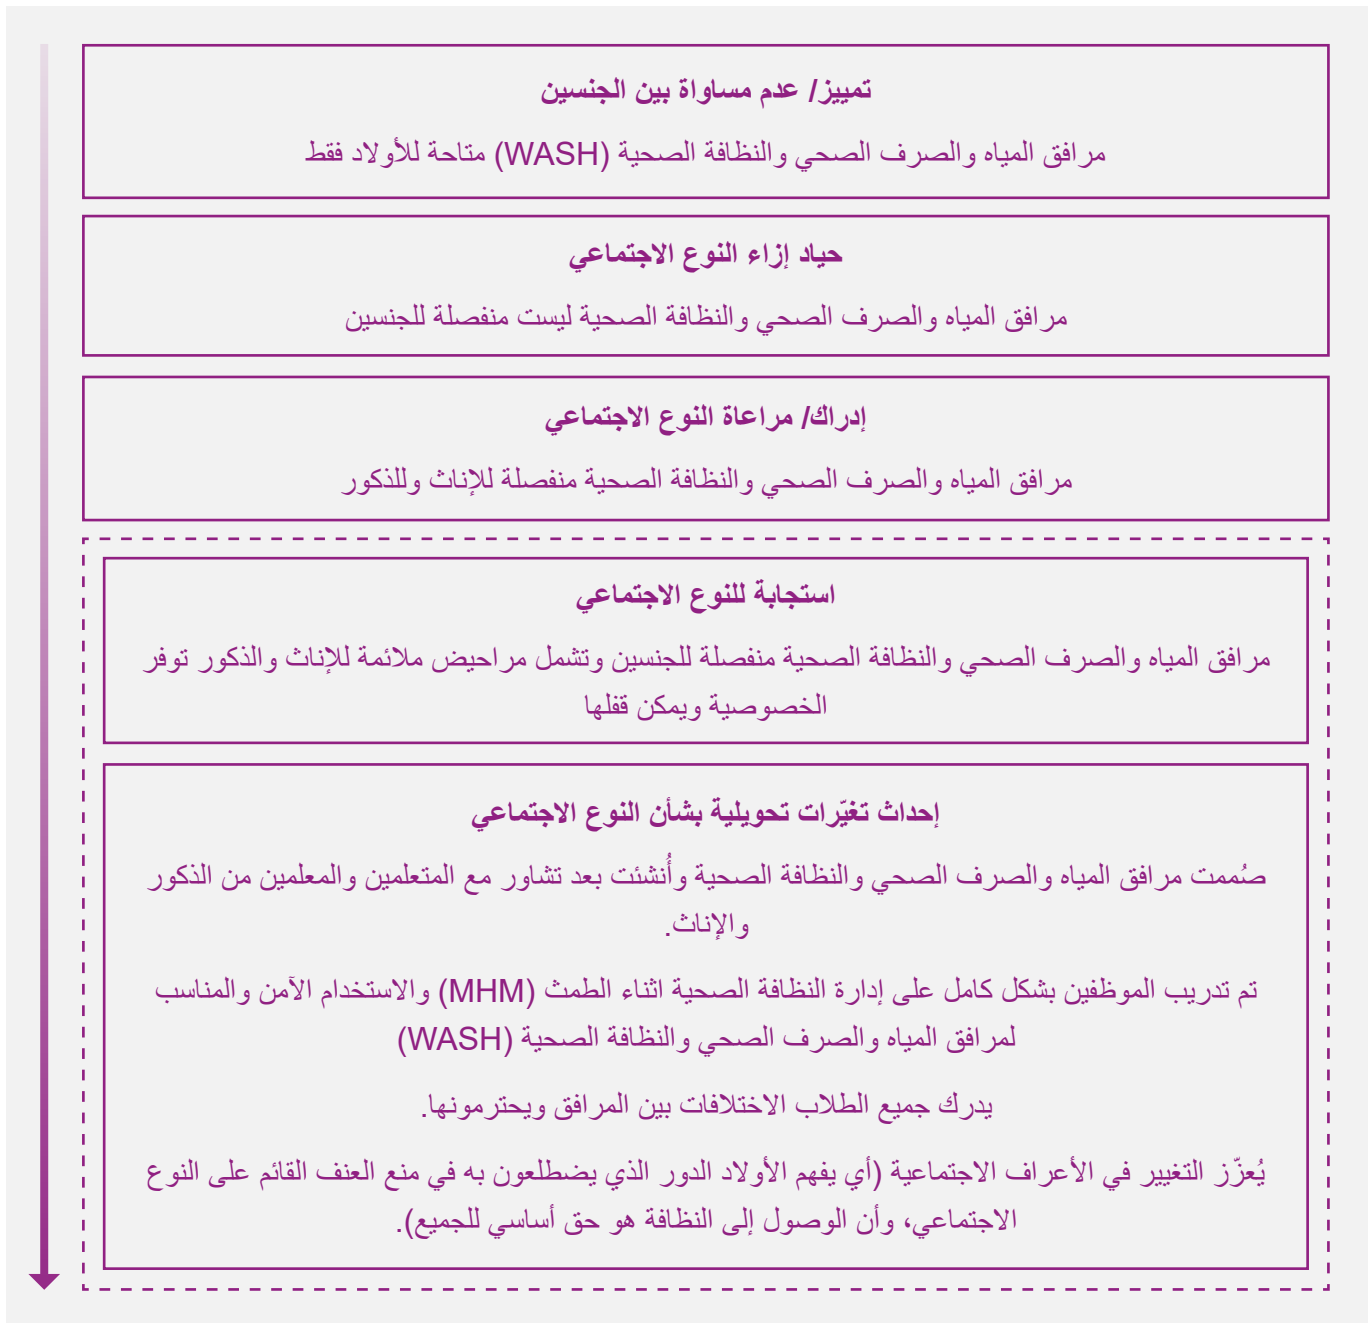 تمييز/ عدم مساواة بين الجنسين
مرافق المياه والصرف الصحي والنظافة الصحية (WASH) متاحة للأولاد فقط
حياد إزاء النوع الاجتماعي
مرافق المياه والصرف الصحي والنظافة الصحية ليست منفصلة للجنسين
إدراك/ مراعاة النوع الاجتماعي
مرافق المياه والصرف الصحي والنظافة الصحية منفصلة للإناث وللذكور
استجابة للنوع الاجتماعي
مرافق المياه والصرف الصحي والنظافة الصحية منفصلة للجنسين وتشمل مراحيض ملائمة للإناث والذكور توفر
الخصوصية ويمكن قفلها
إحداث تغيّرات تحويلية بشأن النوع الاجتماعي
صُممت مرافق المياه والصرف الصحي والنظافة الصحية وأُنشئت بعد تشاور مع المتعلمين والمعلمين من الذكور
والإناث.
تم تدريب الموظفين بشكل كامل على إدارة النظافة الصحية اثناء الطمث (MHM) والاستخدام الآمن والمناسب
لمرافق المياه والصرف الصحي والنظافة الصحية (WASH)
يدرك جميع الطلاب الاختلافات بين المرافق ويحترمونها.
يُعزّز التغيير في الأعراف الاجتماعية (أي يفهم الأولاد الدور الذي يضطلعون به في منع العنف القائم على النوع
الاجتماعي، وأن الوصول إلى النظافة هو حق أساسي للجميع).